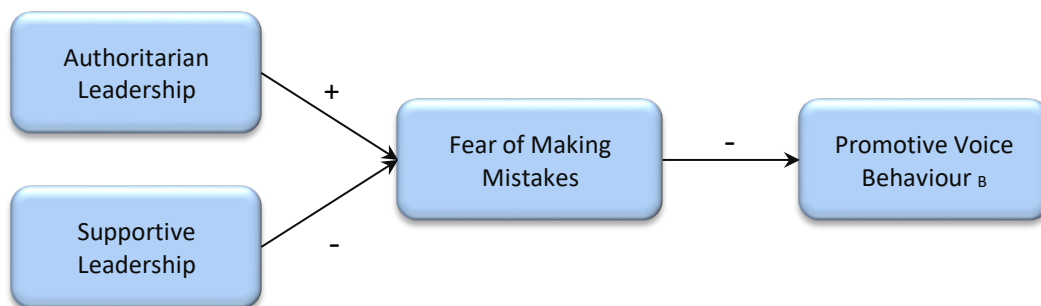 Authoritarian
Leadership
+
Fear of Making
Mistakes
-
Promotive Voice
Behaviour B
Supportive
Leadership
-